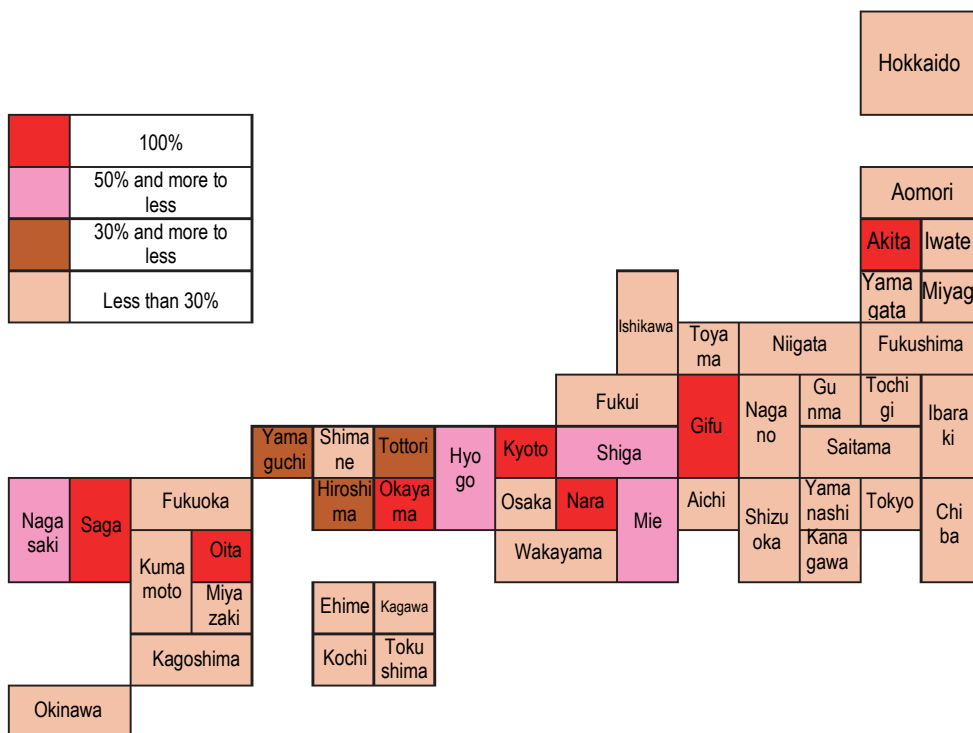 Hokkaido
100%
50% and more to
less
30% and more to
less
Less than 30%
Aomori
Akita
Iwate
Yama
gata
Miyag
Ishikawa
Toya
ma
Niigata
Fukushima
Fukui
Gifu
Naga
no
Gu
nma
Tochi
gi
Ibara
ki
Saitama
Yama
guchi
Shima
ne
Tottori
Hyo
go
Kyoto
Shiga
Hiroshi
ma
Okaya
ma
Osaka
Nara
Mie
Aichi
Shizu
oka
Yama
nashi
Tokyo
Chi
ba
Kana
gawa
Wakayama
Naga
saki
Saga
Fukuoka
Kuma
moto
Oita
Miya
zaki
Kagoshima
Ehime
Kagawa
Kochi
Toku
shima
Okinawa